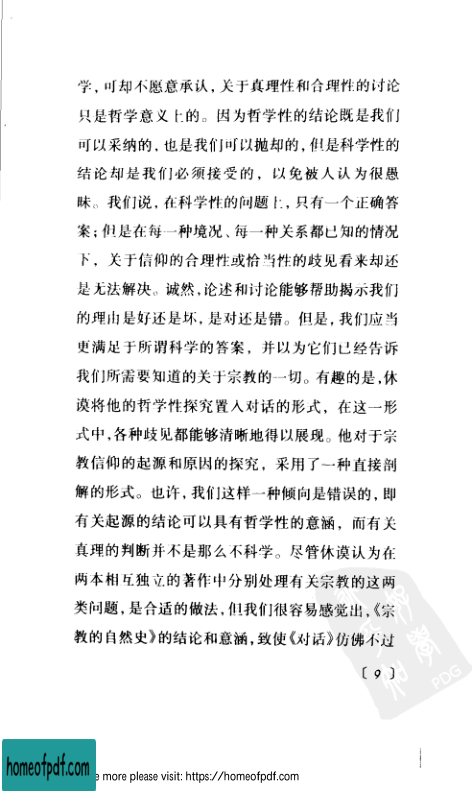 学，可却不愿意承认，关于真理性和合理性的讨论
只是哲学意义上的。因为哲学性的结论既是我们
可以采纳的，也是我们可以抛却的，但是科学性的
结论却是我们必须接受的，以免被人认为很愚
昧。我们说，在科学性的问题上，只有一个正确答
案；但是在每一种境况、每一种关系都已知的情况
下，关于信仰的合理性或恰当性的歧见看来却还
是无法解决。诚然，论述和讨论能够帮助揭示我们
的理由是好还是坏，是对还是错。但是，我们应当
更满足于所谓科学的答案，并以为它们已经告诉
我们所需要知道的关于宗教的一切。有趣的是，休
谟将他的哲学性探究置入对话的形式，在这一形
式中，各种歧见都能够清晰地得以展现。他对于宗
教信仰的起源和原因的探究，采用了一种直接剖
解的形式。也许，我们这样一种倾向是错误的，即
有关起源的结论可以具有哲学性的意涵，而有关
真理的判断并不是那么不科学。尽管休谟认为在
两本相互独立的著作中分别处理有关宗教的这两
类问题，是合适的做法，但我们很容易感觉出，《宗
教的自然史》的结论和意涵，致使《对话》仿佛不过
〔9〕
PDG
homeofpdf.com
e more please visit: https://homeofpdf.com